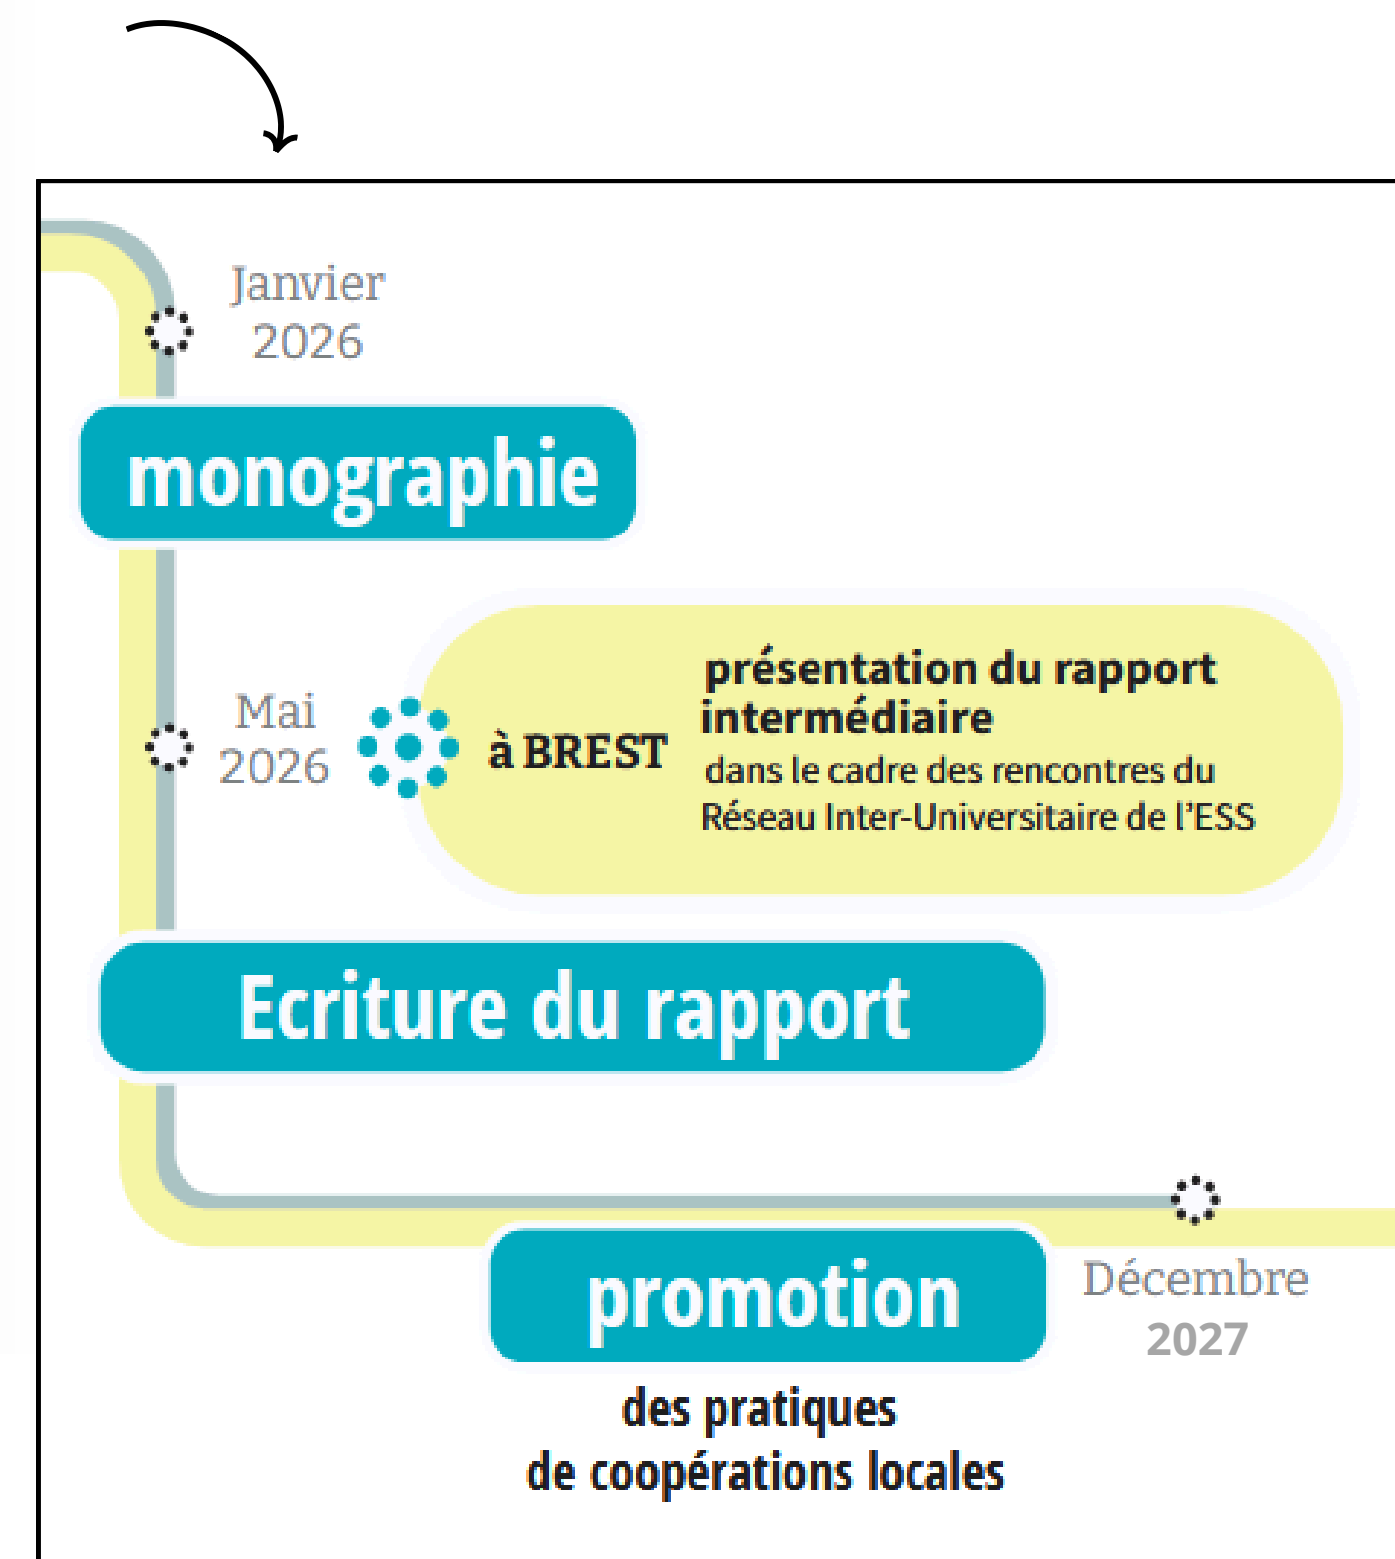 Janvier
2026
monographie
Mai
2026
à BREST
présentation du rapport
intermédiaire
dans le cadre des rencontres du
Réseau Inter-Universitaire de l'ESS
Ecriture du rapport
promotion
Décembre
2027
des pratiques
de coopérations locales